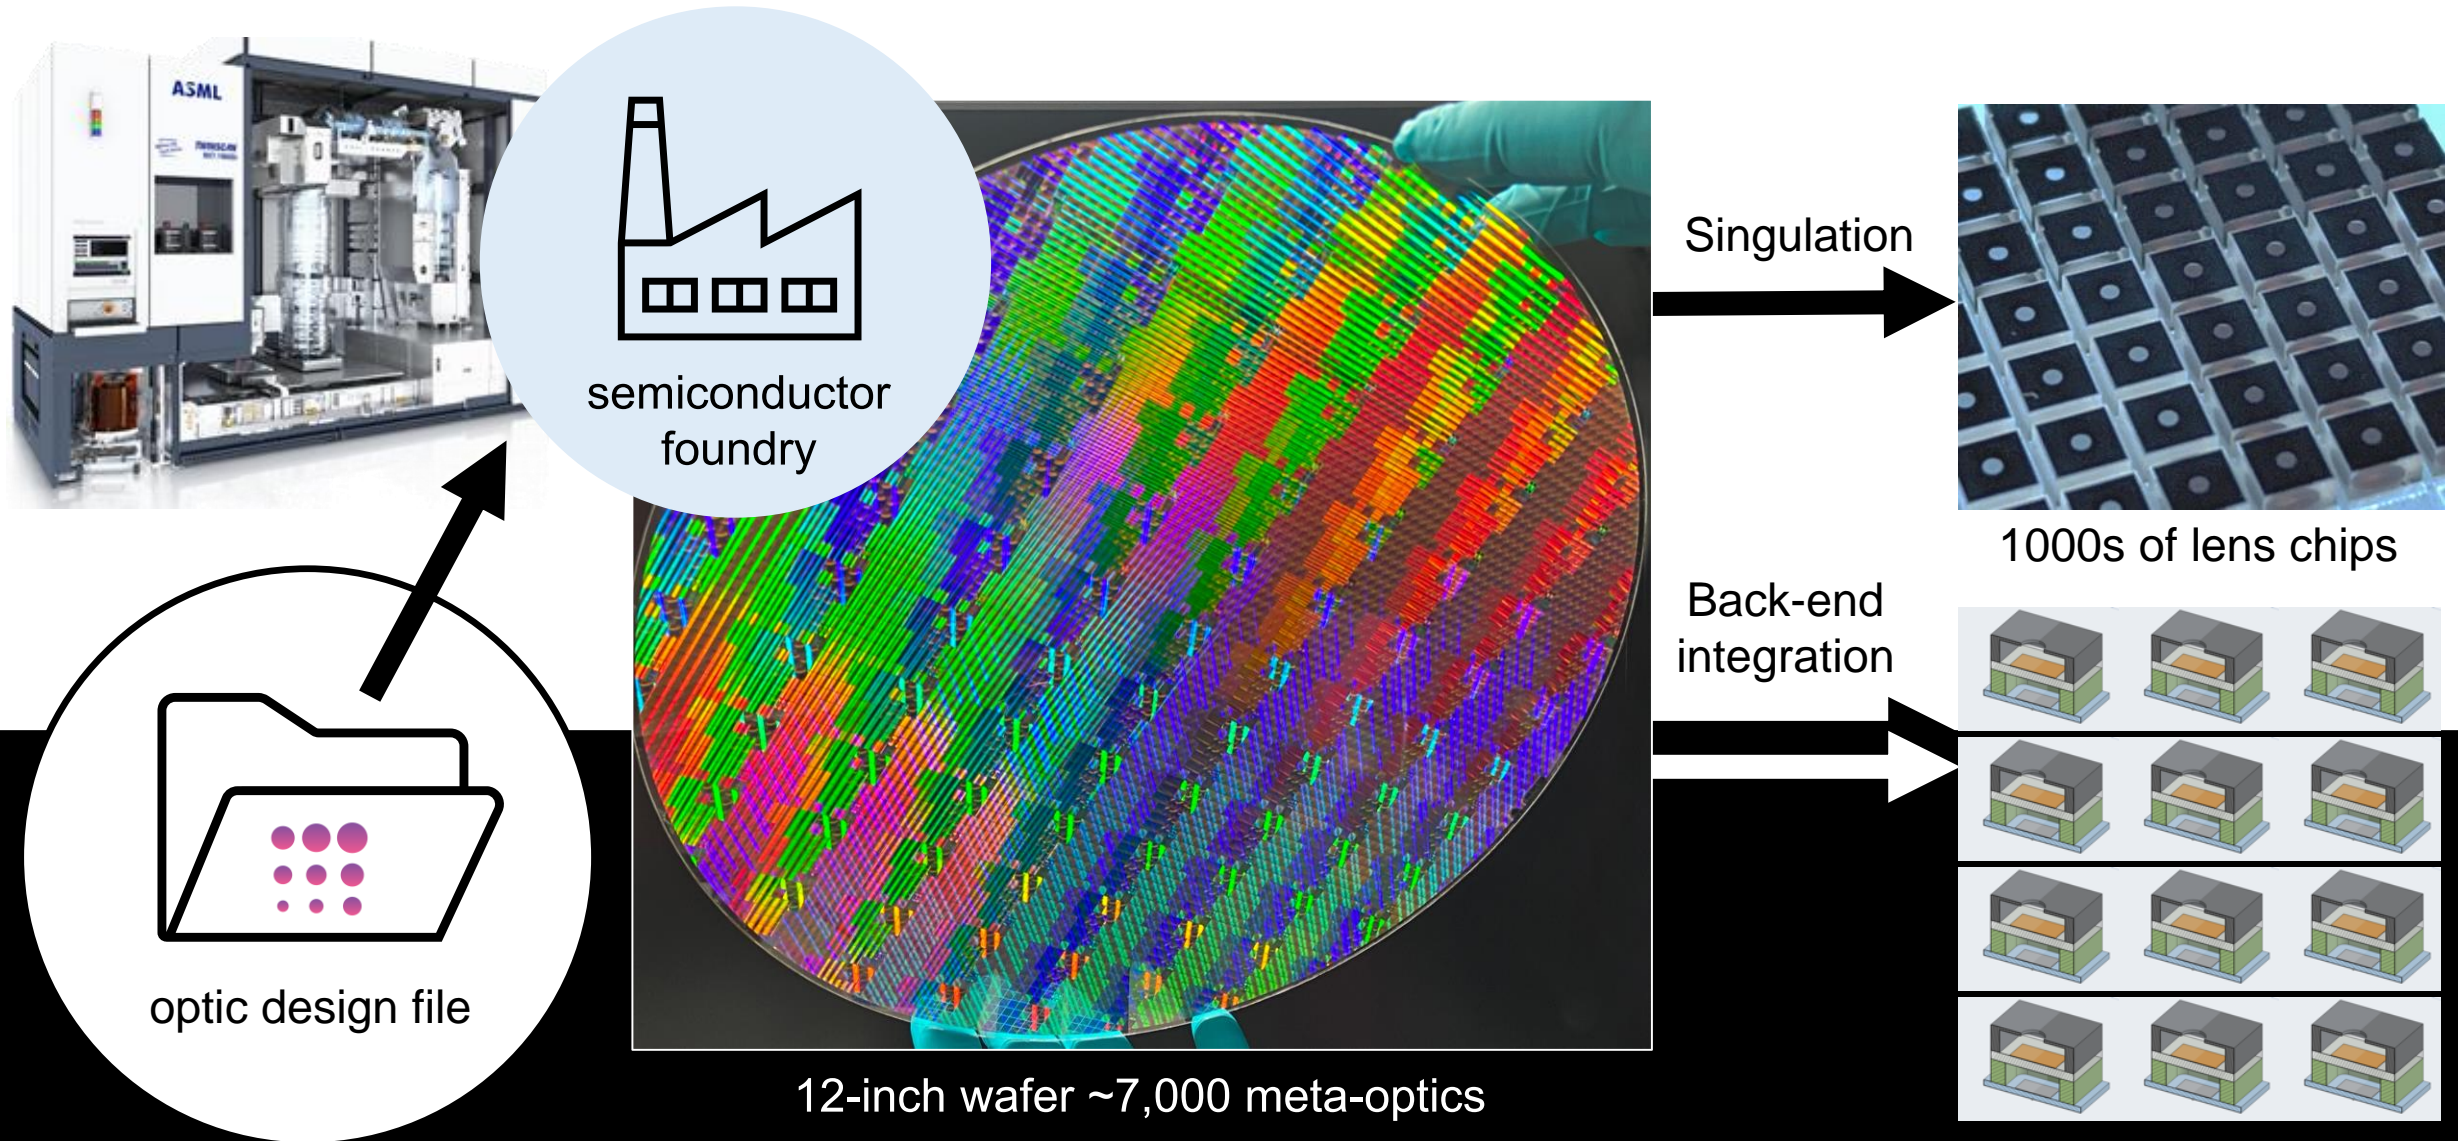 ASML
semiconductor
foundry
optic design file
12-inch wafer ~7,000 meta-optics
Singulation
1000s of lens chips
Back-end
integration